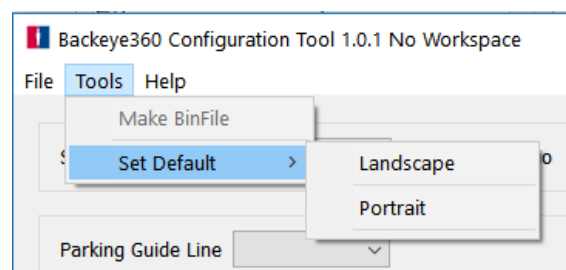 Backeye360 Configuration Tool 1.0.1 No Workspace
File Tools Help
Make BinFile
Set Default >
Landscape
Portrait
Parking Guide Line